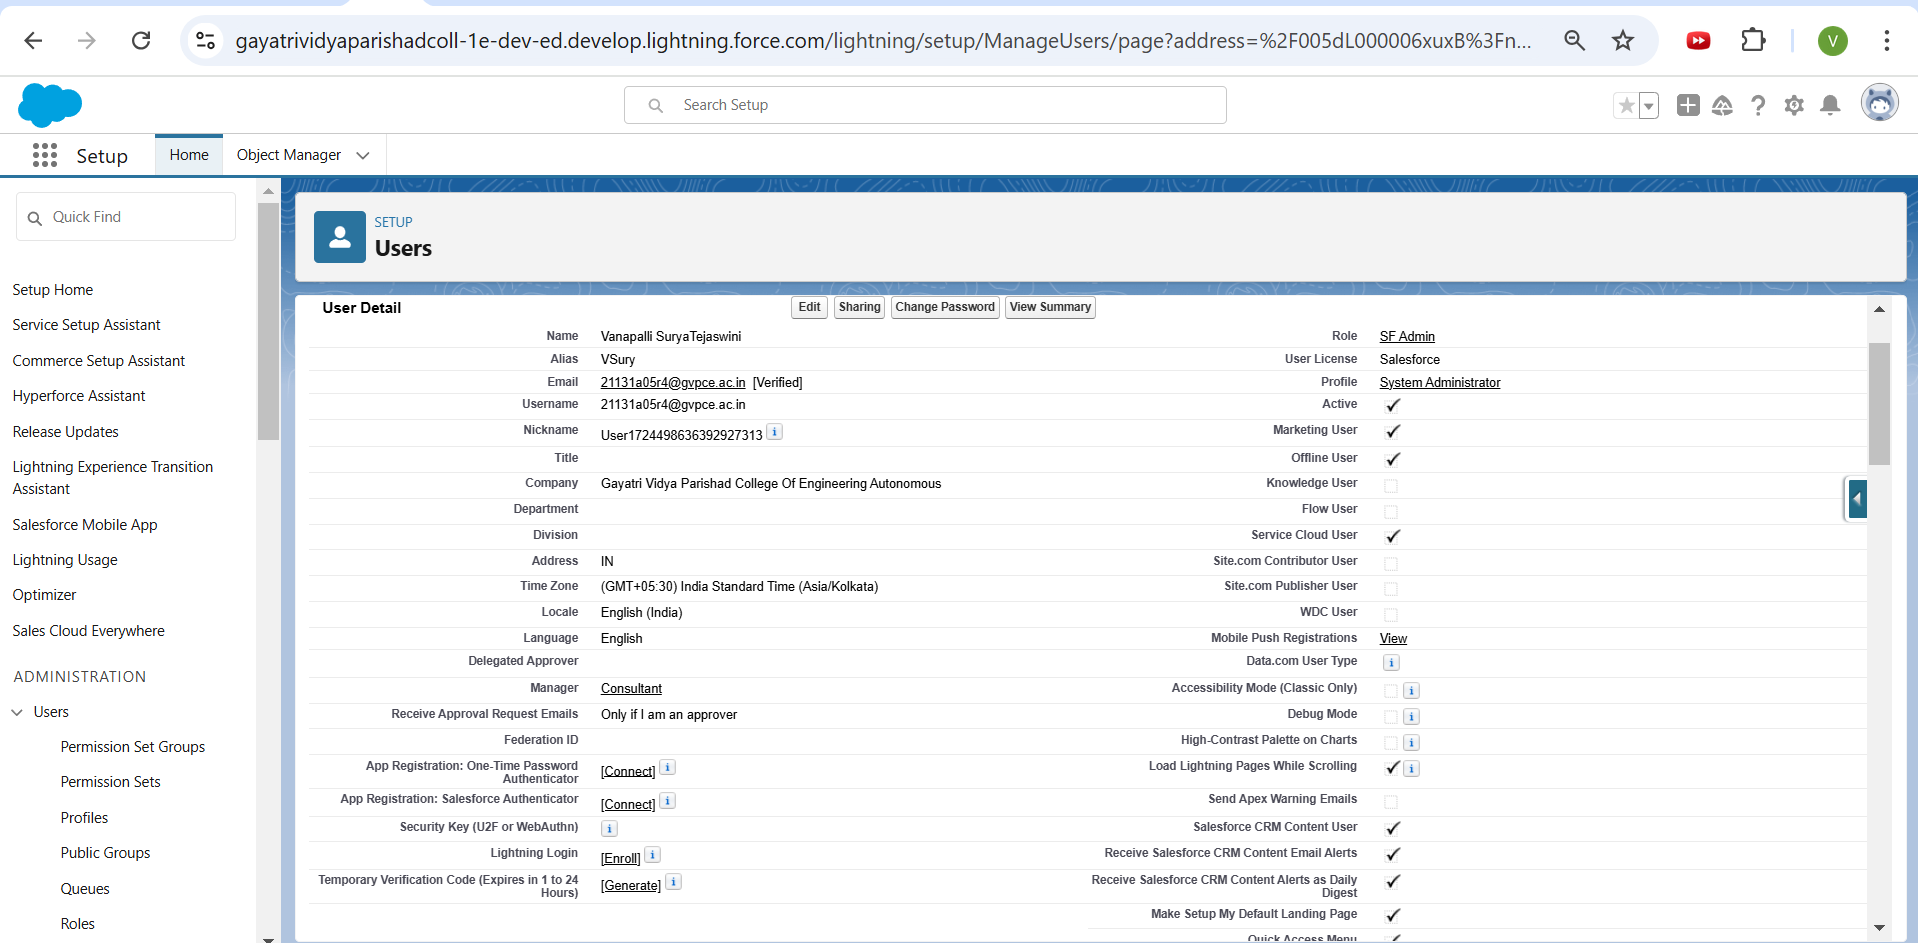 gayatrividyaparishadcoll-1e-dev-ed.develop.lightning.force.com/lightning/setup/ManageUsers/page?address=%2F005dL000006xuxB%3Fn...
V
Search Setup
Setup
Home
Object Manager
Quick Find
Setup Home
Service Setup Assistant
Commerce Setup Assistant
Hyperforce Assistant
Release Updates
Lightning Experience Transition
Assistant
Salesforce Mobile App
Lightning Usage
Optimizer
Sales Cloud Everywhere
ADMINISTRATION
Users
Permission Set Groups
Permission Sets
Profiles
Public Groups
Queues
Roles
SETUP
Users
User Detail
Edit Sharing Change Password View Summary
Name Vanapalli SuryaTejaswini
Alias VSury
Email 21131a05r4@gvpce.ac.in [Verified]
Username 21131a05r4@gvpce.ac.in
Nickname User1724498636392927313 i
Title
Company Gayatri Vidya Parishad College Of Engineering Autonomous
Department
Division
Address IN
Time Zone (GMT+05:30) India Standard Time (Asia/Kolkata)
Locale English (India)
Language English
Delegated Approver
Manager Consultant
Receive Approval Request Emails Only if I am an approver
Federation ID
App Registration: One-Time Password
Authenticator [Connect] i
App Registration: Salesforce Authenticator [Connect] i
Security Key (U2F or WebAuthn) i
Lightning Login [Enroll] i
Temporary Verification Code (Expires in 1 to 24
Hours) [Generate] i
Role SF Admin
User License Salesforce
Profile System Administrator
Active
Marketing User
Offline User
Knowledge User
Flow User
Service Cloud User
Site.com Contributor User
Site.com Publisher User
WDC User
Mobile Push Registrations View
Data.com User Type i
Accessibility Mode (Classic Only) i
Debug Mode i
High-Contrast Palette on Charts i
Load Lightning Pages While Scrolling i
Send Apex Warning Emails
Salesforce CRM Content User
Receive Salesforce CRM Content Email Alerts
Receive Salesforce CRM Content Alerts as Daily
Digest
Make Setup My Default Landing Page
Quick Access Menu